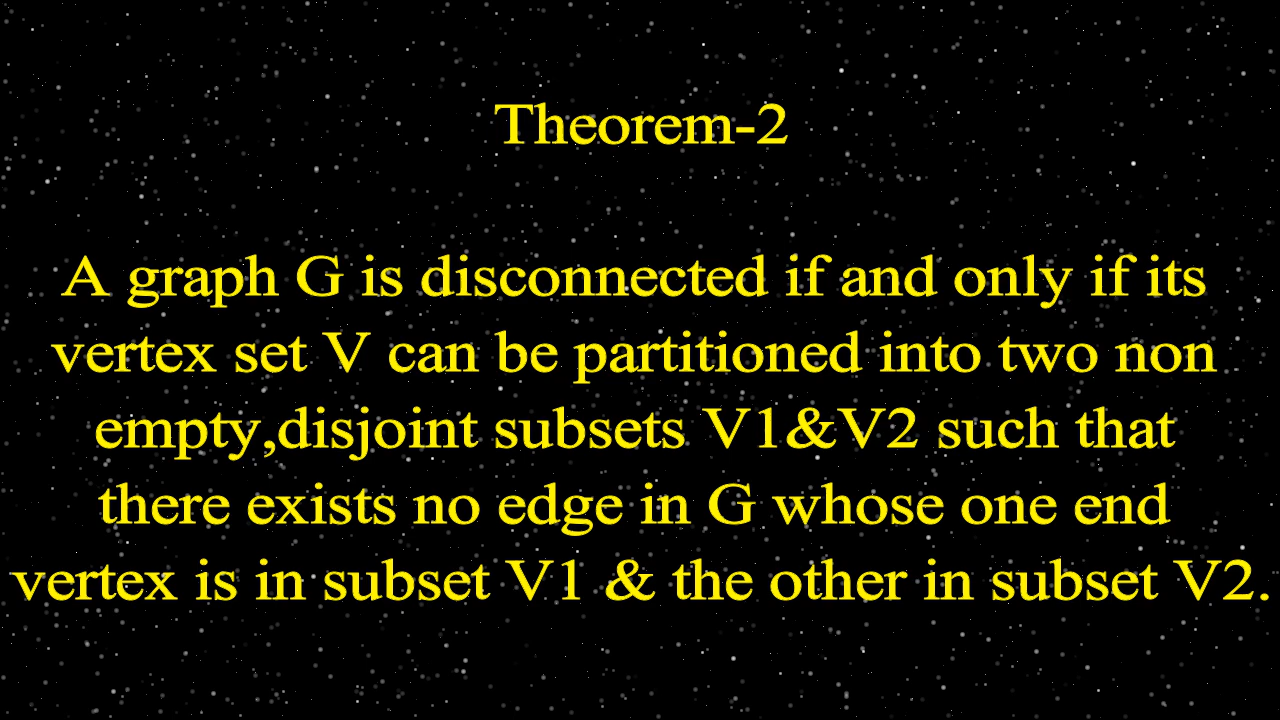 Theorem-2
A graph G is disconnected if and only if its
vertex set V can be partitioned into two non
empty,disjoint subsets V1&V2 such that
there exists no edge in G whose one end
vertex is in subset V1 & the other in subset V2.